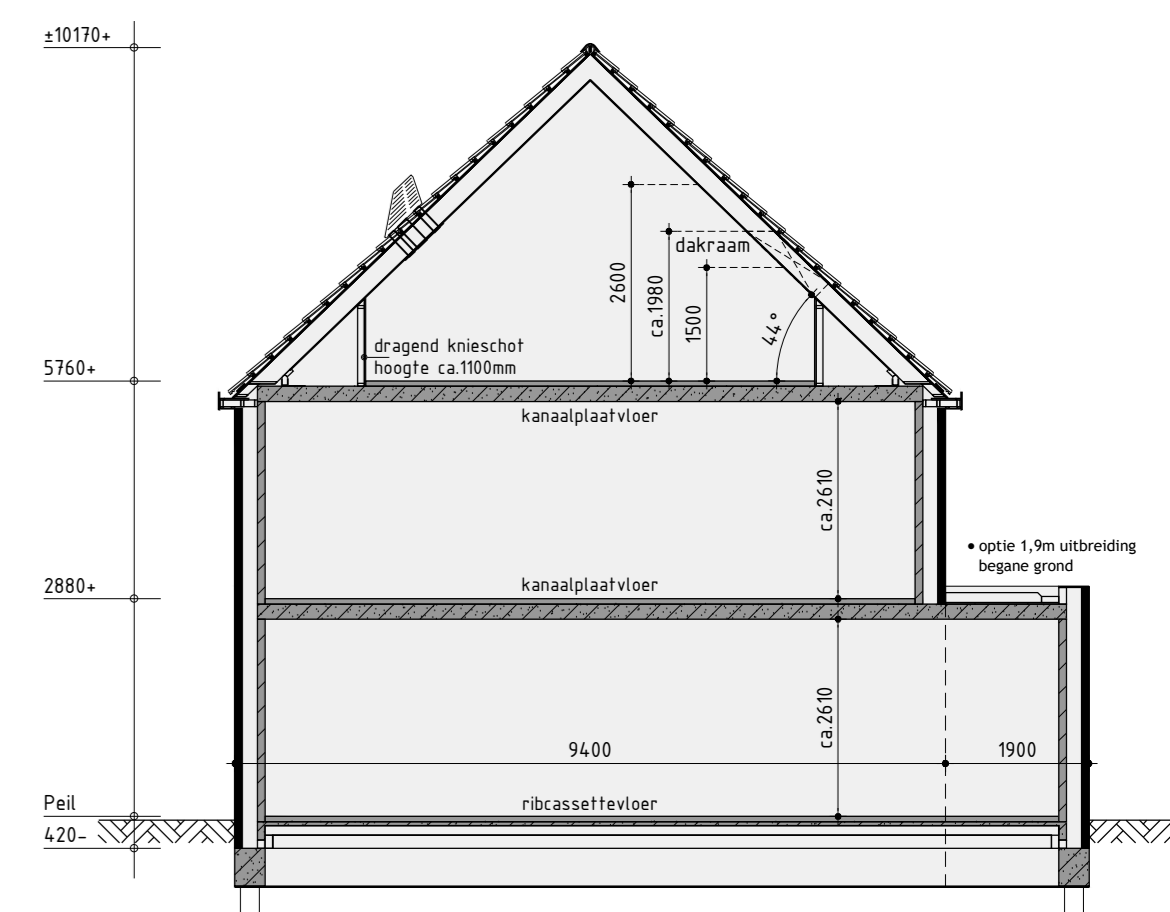 ±10170+
dakraam
2600
ca.1980
1500
44°
dragend knieschot
hoogte ca.1100mm
5760+
kanaalplaatvloer
ca.2610
• optie 1,9m uitbreiding
begane grond
kanaalplaatvloer
2880+
ca.2610
9400
1900
ribcassettevloer
Peil
420-